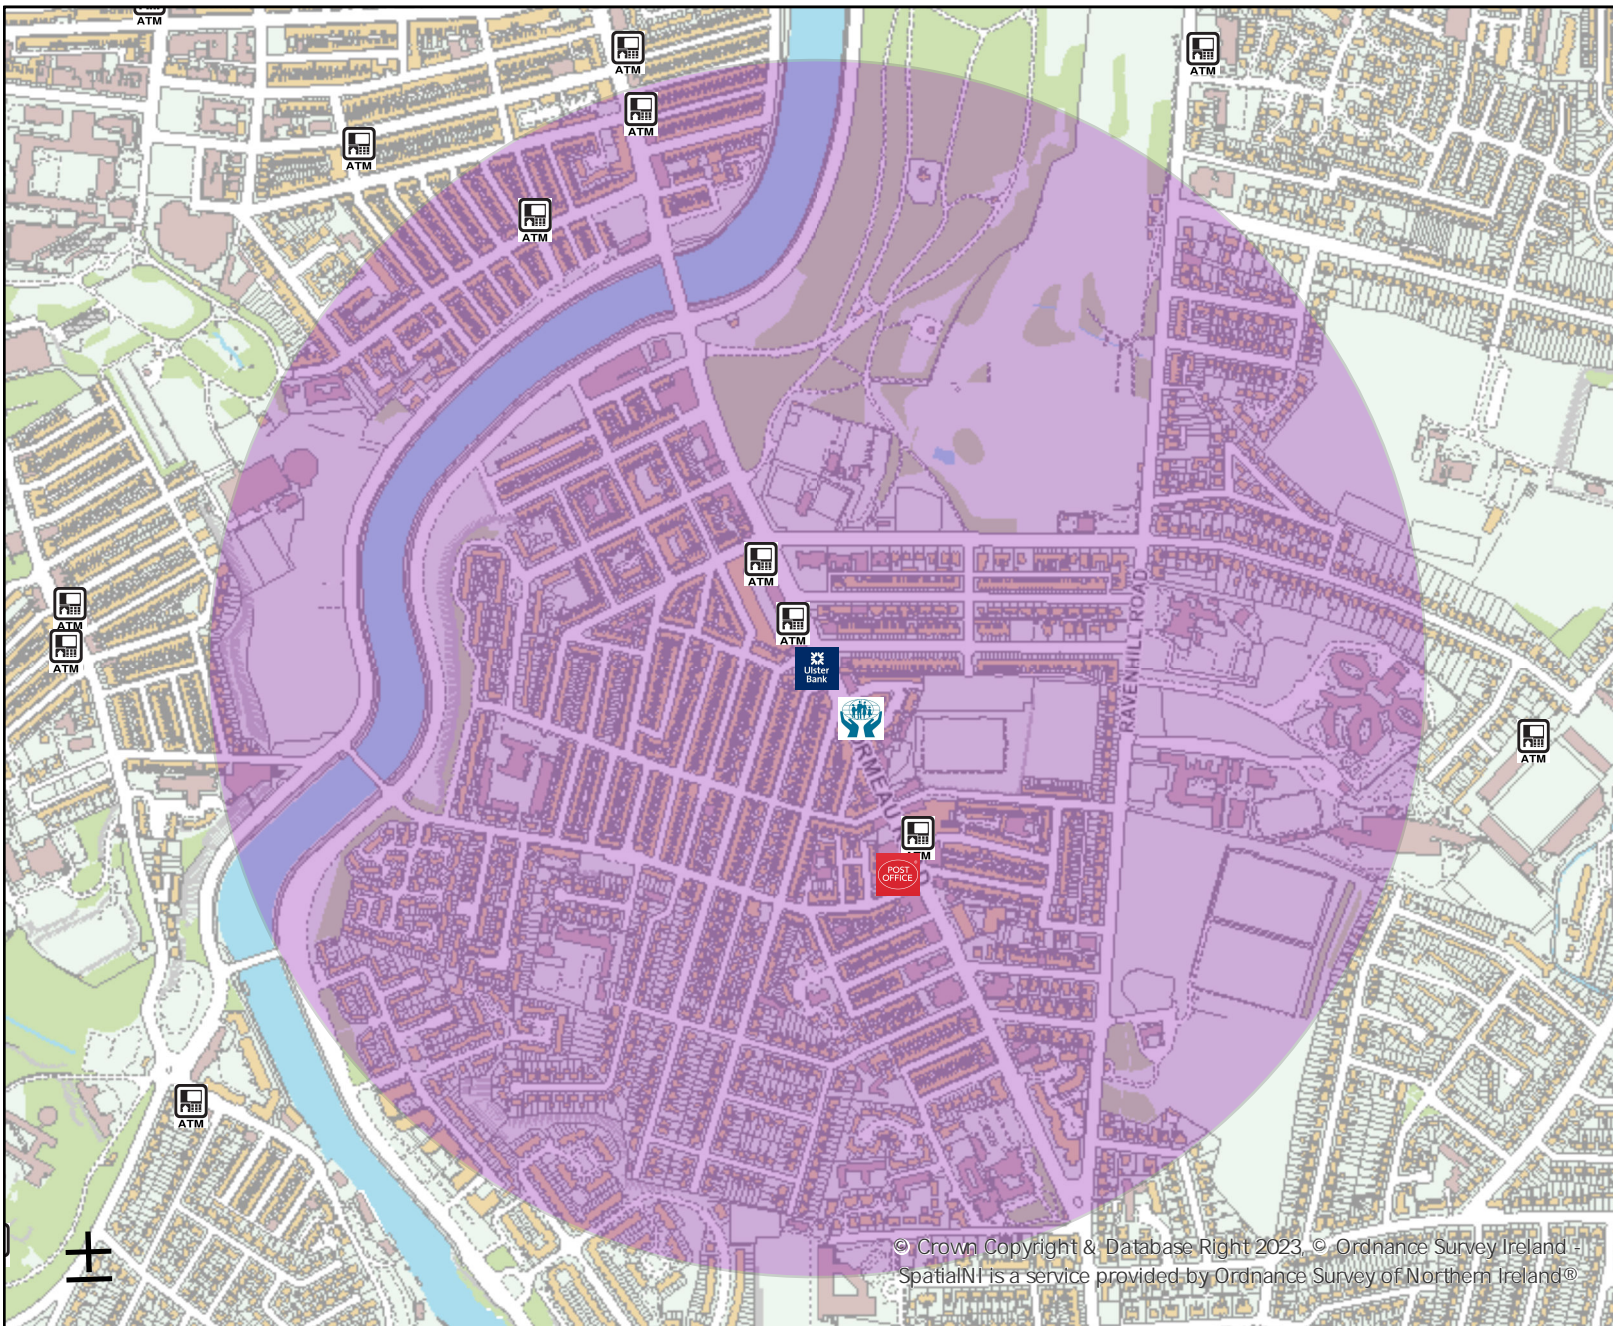 ATM
ATM
ATM
ATM
ATM
ATM
ATM
ATM
ATM
ATM
Ulster
Bank
RAVENHILL ROAD
ATM
RMEAU
ATM
POST
OFFICE
ATM
© Crown Copyright & Database Right 2023, © Ordnance Survey Ireland -
SpatialNI is a service provided by Ordnance Survey of Northern Ireland®